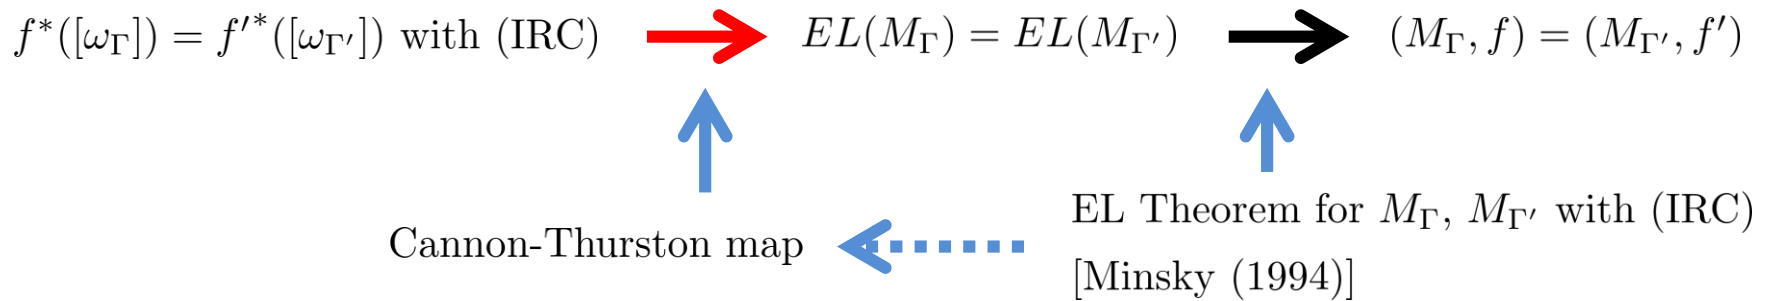 f*([ω_Γ]) = f'*([ω_Γ']) with (IRC) EL(M_Γ) = EL(M_Γ') (M_Γ, f) = (M_Γ', f')
EL Theorem for M_Γ, M_Γ' with (IRC)
Cannon-Thurston map
[Minsky (1994)]